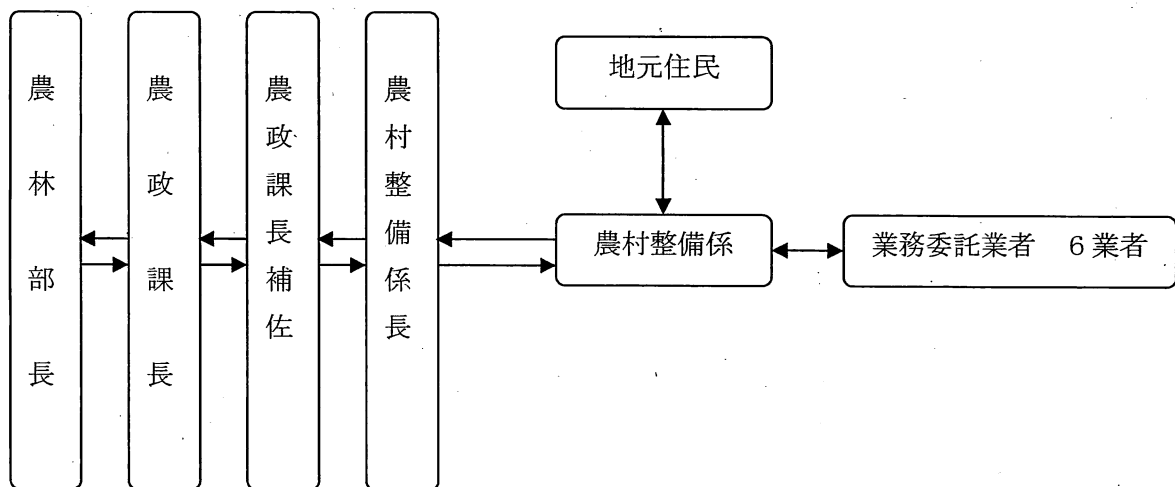 農林部長
農政課長
農政課長補佐
農村整備係長
地元住民
農村整備係
業務委託業者　６業者